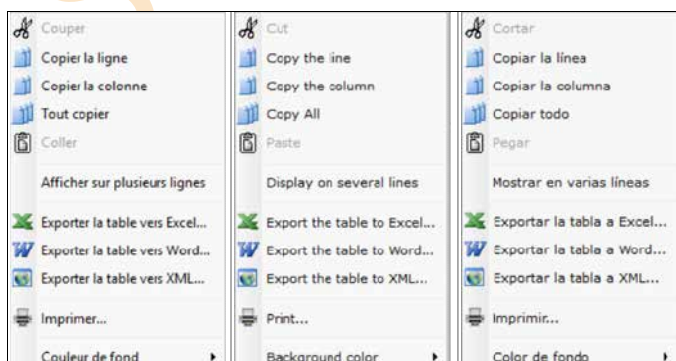 Couper
Copier la ligne
Copier la colonne
Tout copier
Coller
Afficher sur plusieurs lignes
Exporter la table vers Excel...
Exporter la table vers Word...
Exporter la table vers XML...
Imprimer...
Couleur de fond
Cut
Copy the line
Copy the column
Copy All
Paste
Display on several lines
Export the table to Excel...
Export the table to Word...
Export the table to XML...
Print...
Background color
Cortar
Copiar la línea
Copiar la columna
Copiar todo
Pegar
Mostrar en varias líneas
Exportar la tabla a Excel...
Exportar la tabla a Word...
Exportar la tabla a XML...
Imprimir...
Color de fondo